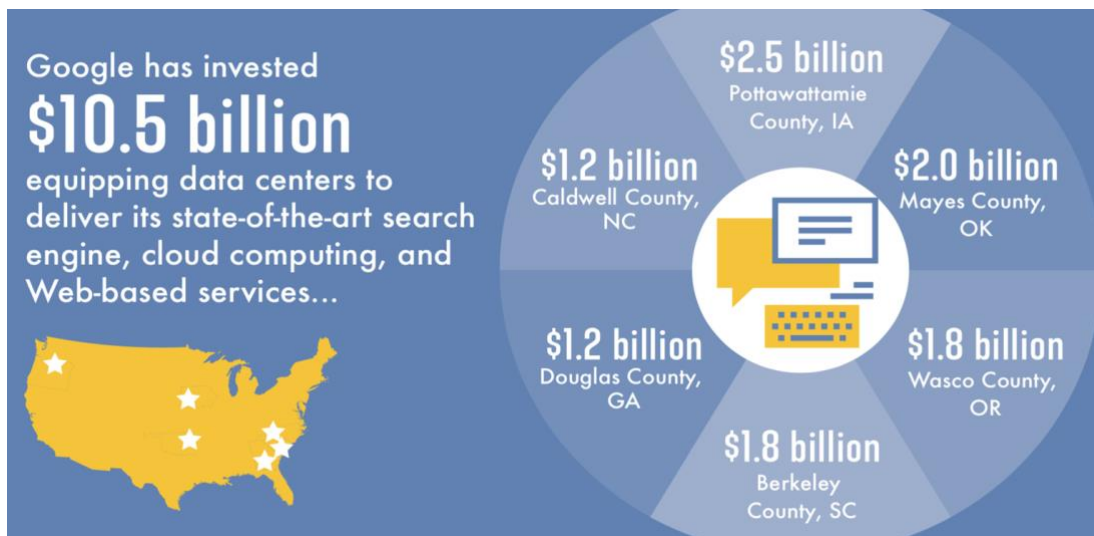 Google has invested
$10.5 billion
equipping data centers to
deliver its state-of-the-art search
engine, cloud computing, and
Web-based services...
$2.5 billion
Pottawattamie
County, IA
$2.0 billion
Mayes County,
OK
$1.8 billion
Wasco County,
OR
$1.8 billion
Berkeley
County, SC
$1.2 billion
Douglas County,
GA
$1.2 billion
Caldwell County,
NC